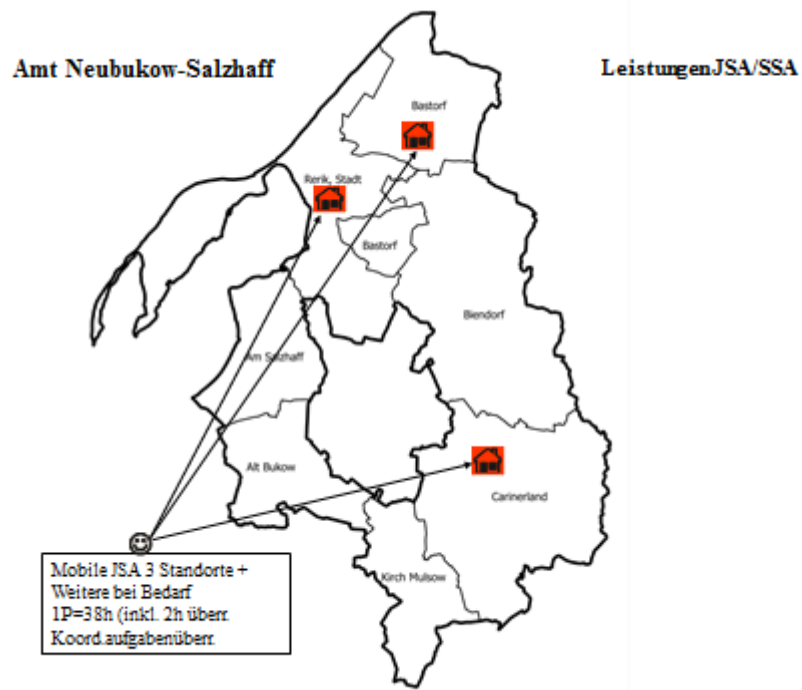 Amt Neubukow-Salzhaff
LeistungenJSA/SSA
Bastorf
Rerik, Stadt
Bastorf
Biendorf
Am Salzhaff
Alt Bukow
Carinerland
Kirch Mulsow
Mobile JSA 3 Standorte +
Weitere bei Bedarf
1P=38h (inkl. 2h überr.
Koord.aufgabenüberr.